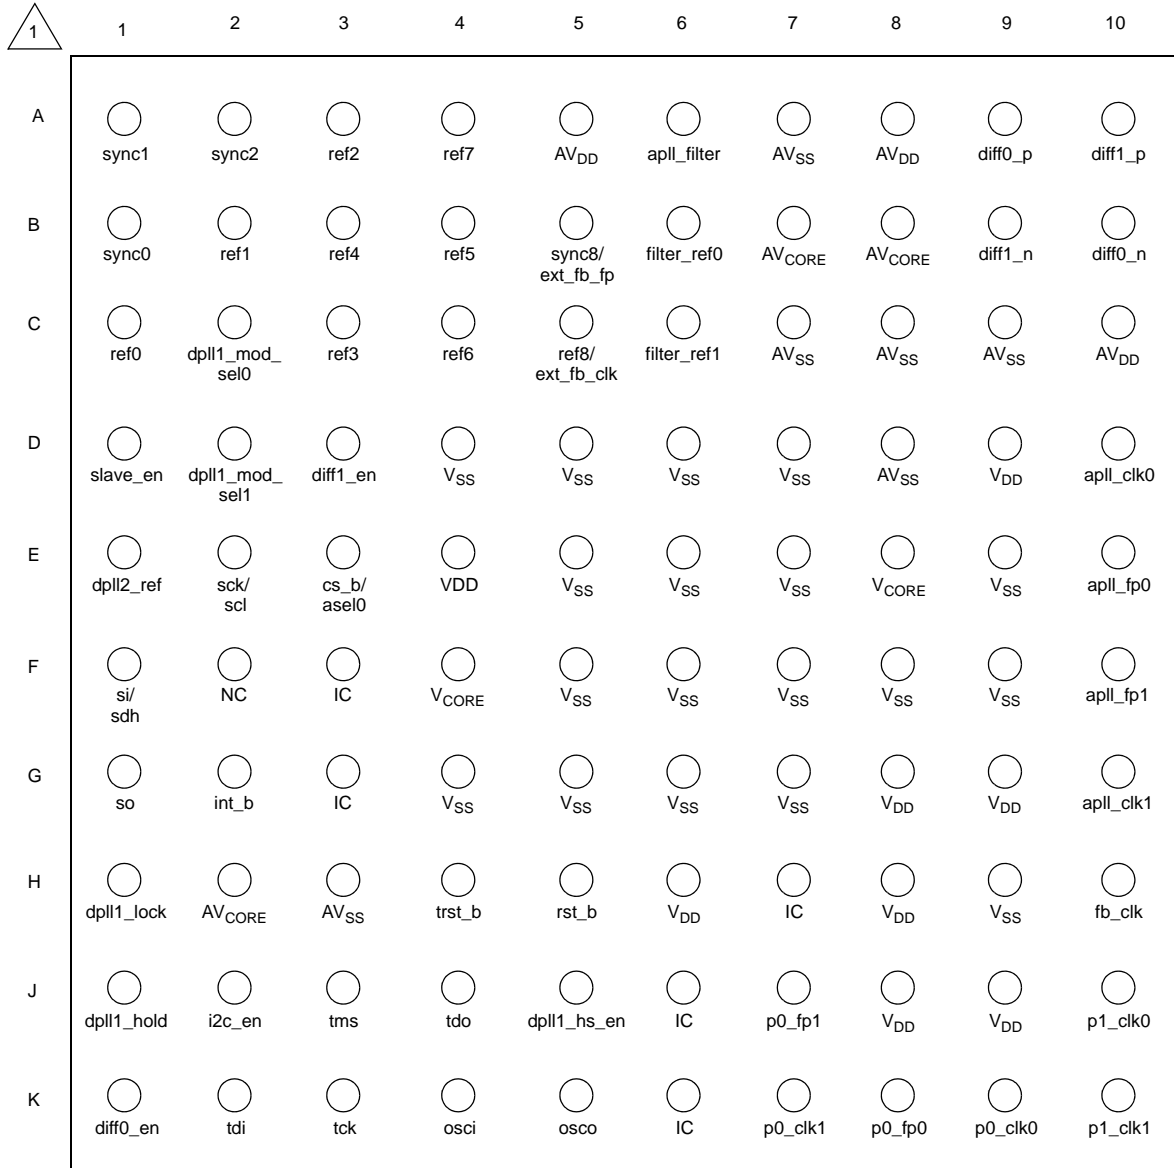 1 1 2 3 4 5 6 7 8 9 10
A
sync1 sync2 ref2 ref7 AVDD apll_filter AVSS AVDD diff0_p diff1_p
B
sync0 ref1 ref4 ref5 sync8/ filter_ref0 AVCORE AVCORE diff1_n diff0_n
ext_fb_fp
C
ref0 dpll1_mod_ ref3 ref6 ref8/ filter_ref1 AVSS AVSS AVSS AVDD
sel0 ext_fb_clk
D
slave_en dpll1_mod_ diff1_en VSS VSS VSS VSS AVSS VDD apll_clk0
sel1
E
dpll2_ref sck/ cs_b/ VDD VSS VSS VSS VCORE VSS apll_fp0
scl asel0
F
si/ NC IC VCORE VSS VSS VSS VSS VSS apll_fp1
sdh
G
so int_b IC VSS VSS VSS VSS VDD VDD apll_clk1
H
dpll1_lock AVCORE AVSS trst_b rst_b VDD IC VDD VSS fb_clk
J
dpll1_hold i2c_en tms tdo dpll1_hs_en IC p0_fp1 VDD VDD p1_clk0
K
diff0_en tdi tck osci osco IC p0_clk1 p0_fp0 p0_clk0 p1_clk1